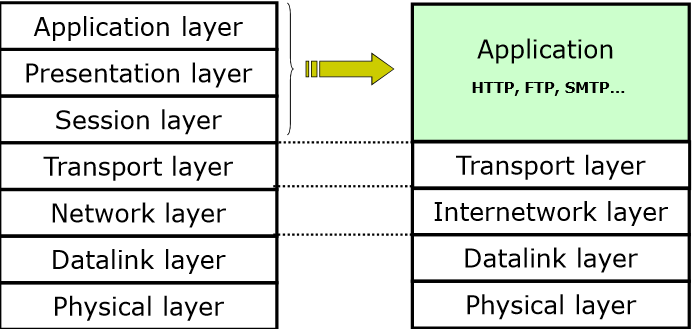 Application layer
Presentation layer
Session layer
Transport layer
Network layer
Datalink layer
Physical layer
Application
HTTP, FTP, SMTP...
Transport layer
Internetwork layer
Datalink layer
Physical layer